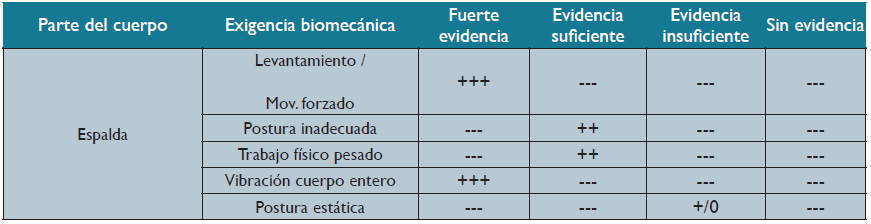 Parte del cuerpo Exigencia biomecánica Fuerte evidencia Evidencia suficiente Evidencia insuficiente Sin evidencia
Espalda
Levantamiento /
Mov. forzado +++ --- --- ---
Postura inadecuada --- ++ --- ---
Trabajo físico pesado --- ++ --- ---
Vibración cuerpo entero +++ --- --- ---
Postura estática --- --- +/0 ---